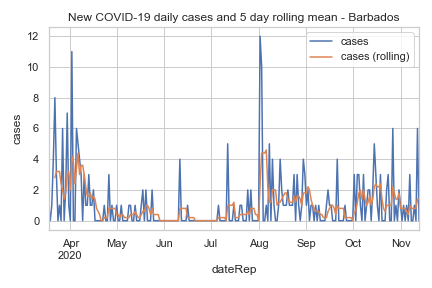 New COVID-19 daily cases and 5 day rolling mean - Barbados
cases
cases (rolling)
12
10
8
6
4
2
0
cases
Apr May Jun Jul Aug Sep Oct Nov
2020
dateRep